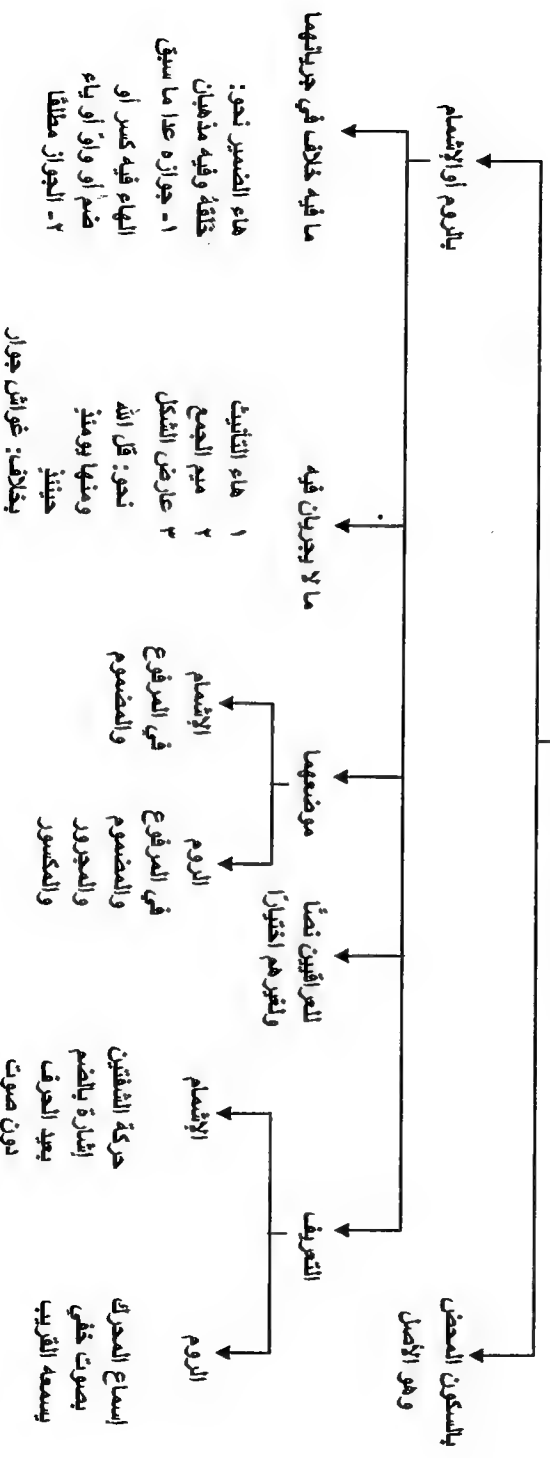 بالسكون المحض
وهو الأصل
بالروم أو الإشمام
التعريف
الروم
إسماع المحرك
بصوت خفي
يسمعه القريب
الإشمام
حركة الشفتين
إشارة بالضم
بعيد الحرف
دون صوت
للعراقيين نصًا
ولغيرهم اختيارًا
موضعهما
الروم
في المرفوع
والمضموم
والمجرور
والمكسور
الإشمام
في المرفوع
والمضموم
ما لا يجريان فيه
١ هاء التأنيث
٢ ميم الجمع
٣ عارض الشكل
نحو: قل الله
ومنها يومئذٍ
حينئذٍ
بخلاف: غواش جوار
ما فيه خلاف في جريانهما
هاء الضمير نحو:
خلقهُ وفيه مذهبان
١- جوازه عدا ما سبق
الهاء فيه كسر أو
ضم أو واو أو ياء
٢- الجواز مطلقًا